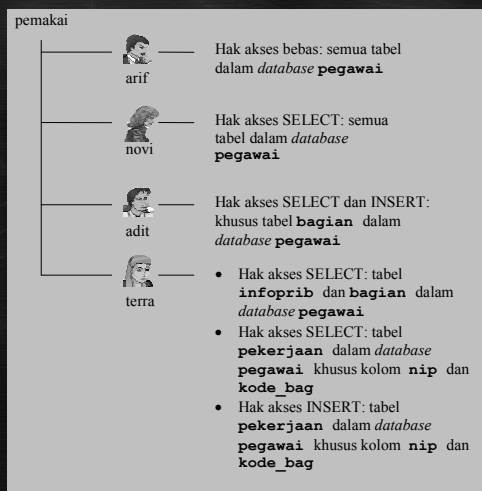 pemakai
Hak akses bebas: semua tabel
dalam database pegawai
arif
Hak akses SELECT: semua
tabel dalam database
pegawai
novi
Hak akses SELECT dan INSERT:
khusus tabel bagian dalam
database pegawai
adit
terra
• Hak akses SELECT: tabel
infoprib dan bagian dalam
database pegawai
• Hak akses SELECT: tabel
pekerjaan dalam database
pegawai khusus kolom nip dan
kode_bag
• Hak akses INSERT: tabel
pekerjaan dalam database
pegawai khusus kolom nip dan
kode_bag